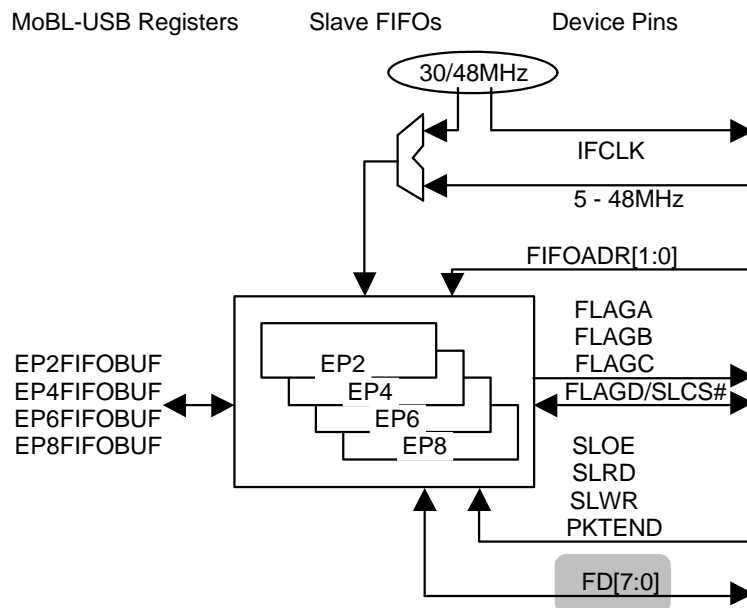 MoBL-USB Registers Slave FIFOs Device Pins
30/48MHz
IFCLK
5 - 48MHz
FIFOADR[1:0]
FLAGA
FLAGB
FLAGC
FLAGD/SLCS#
EP2FIFOBUF
EP4FIFOBUF
EP6FIFOBUF
EP8FIFOBUF
EP2
EP4
EP6
EP8
SLOE
SLRD
SLWR
PKTEND
FD[7:0]